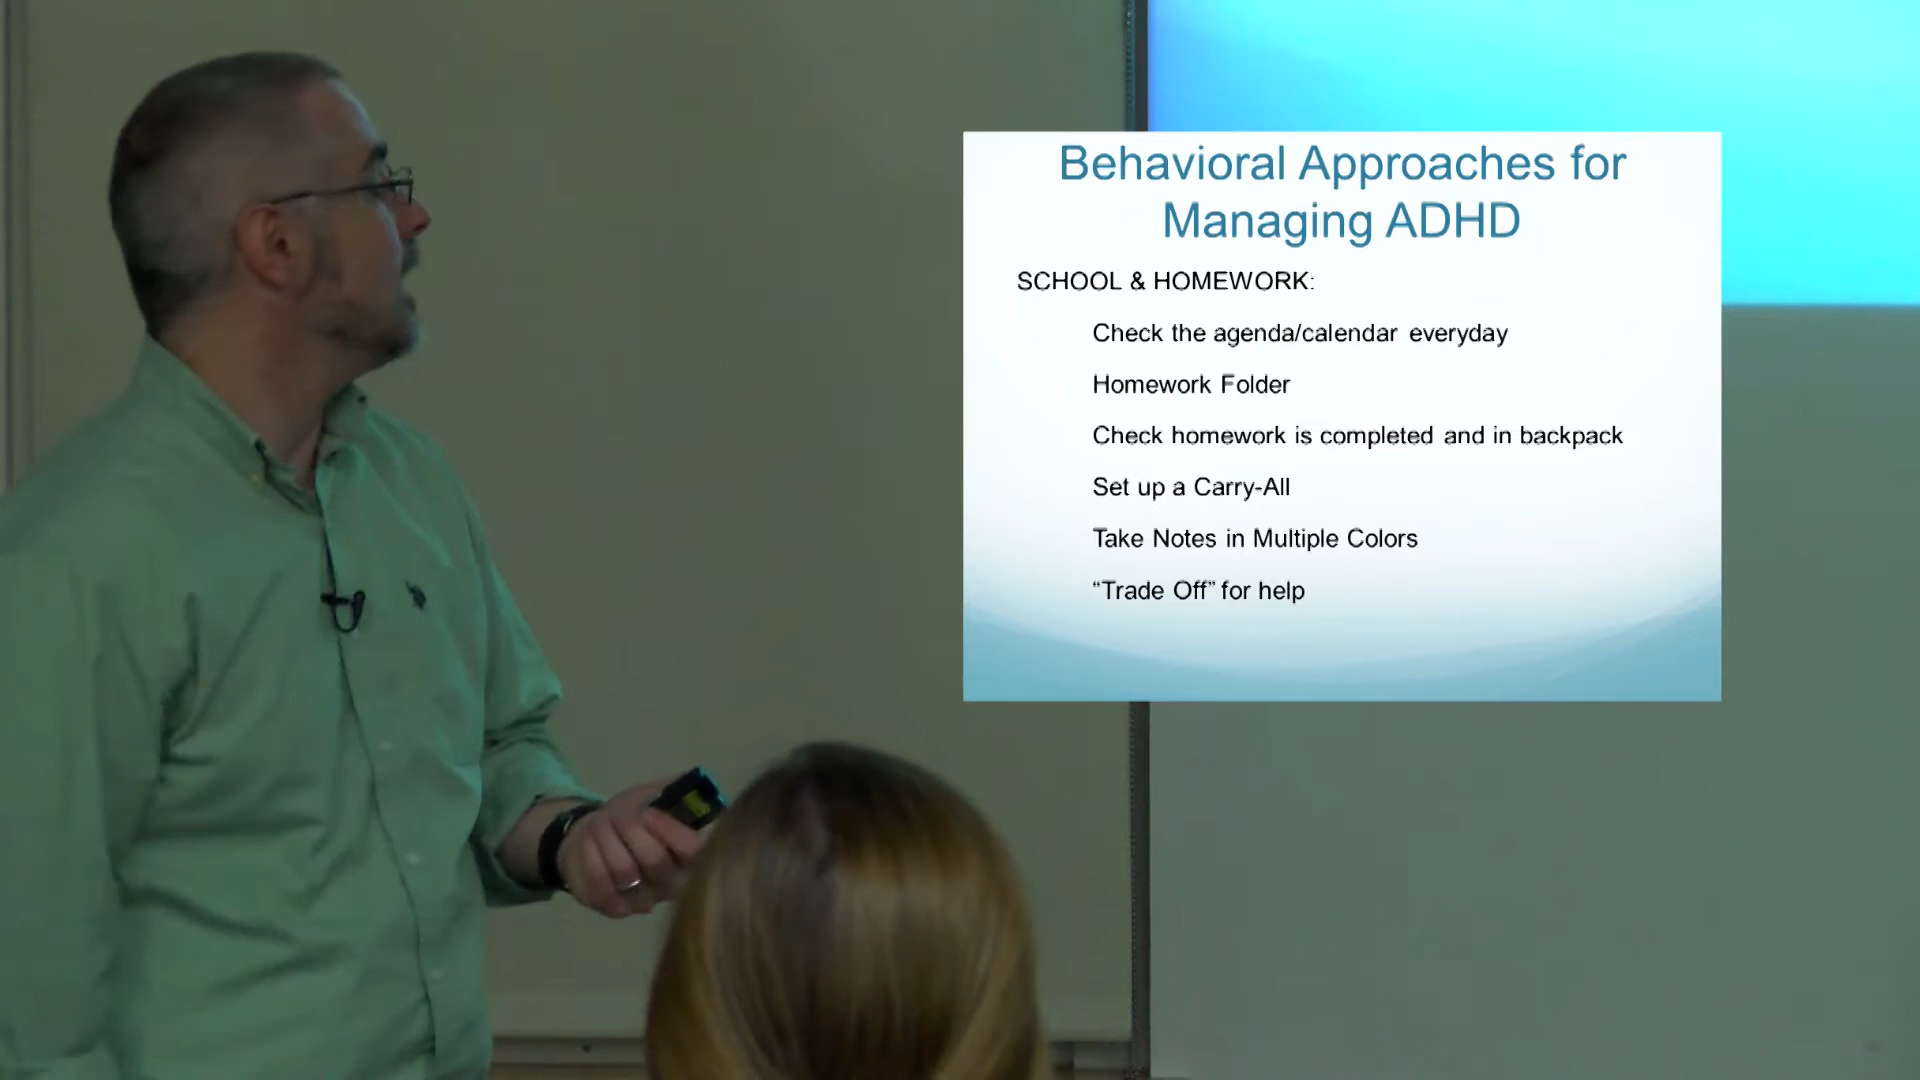 Behavioral Approaches for
Managing ADHD
SCHOOL & HOMEWORK:
Check the agenda/calendar everyday
Homework Folder
Check homework is completed and in backpack
Set up a Carry-All
Take Notes in Multiple Colors
“Trade Off” for help